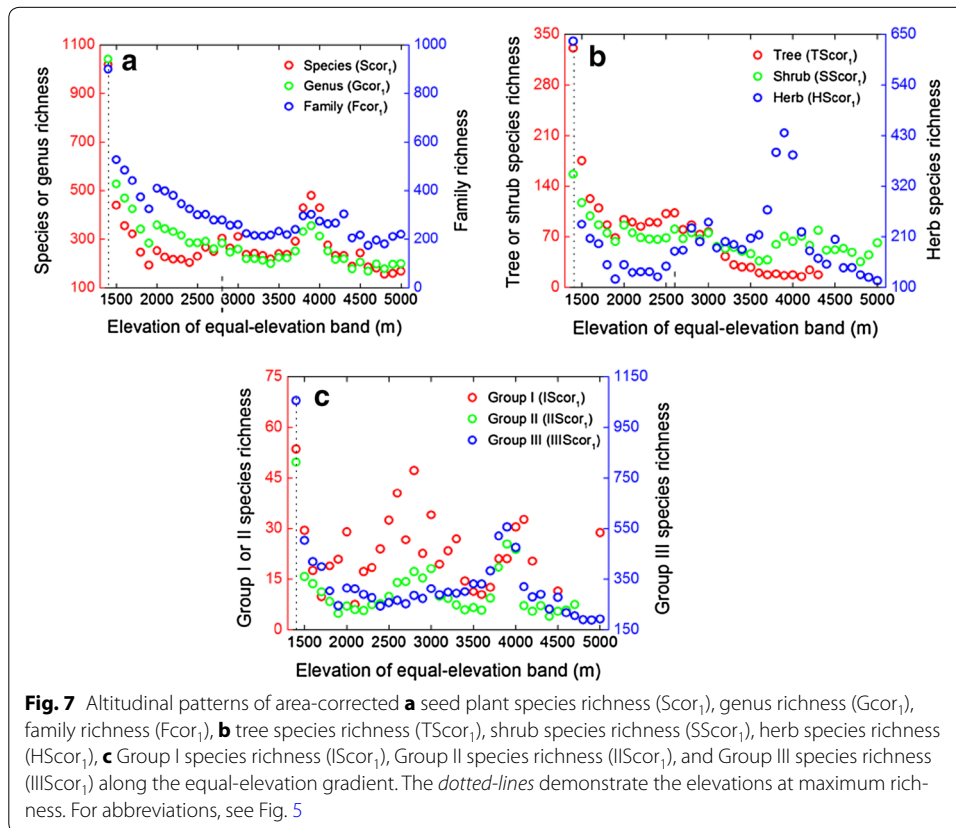 a
1100
900
700
500
300
100
Species or genus richness
Species (Scor₁)
Genus (Gcor₁)
Family (Fcor₁)
1000
800
600
400
200
0
Family richness
1500 2000 2500 3000 3500 4000 4500 5000
Elevation of equal-elevation band (m)
b
350
280
210
140
70
0
Tree or shrub species richness
Tree (TScor₁)
Shrub (SScor₁)
Herb (HScor₁)
650
540
430
320
210
100
Herb species richness
1500 2000 2500 3000 3500 4000 4500 5000
Elevation of equal-elevation band (m)
c
75
60
45
30
15
0
Group I or II species richness
Group I (IScor₁)
Group II (IIScor₁)
Group III (IIIScor₁)
1150
950
750
550
350
150
Group III species richness
1500 2000 2500 3000 3500 4000 4500 5000
Elevation of equal-elevation band (m)
Fig. 7 Altitudinal patterns of area-corrected a seed plant species richness (Scor₁), genus richness (Gcor₁),
family richness (Fcor₁), b tree species richness (TScor₁), shrub species richness (SScor₁), herb species richness
(HScor₁), c Group I species richness (IScor₁), Group II species richness (IIScor₁), and Group III species richness
(IIIScor₁) along the equal-elevation gradient. The dotted-lines demonstrate the elevations at maximum rich-
ness. For abbreviations, see Fig. 5